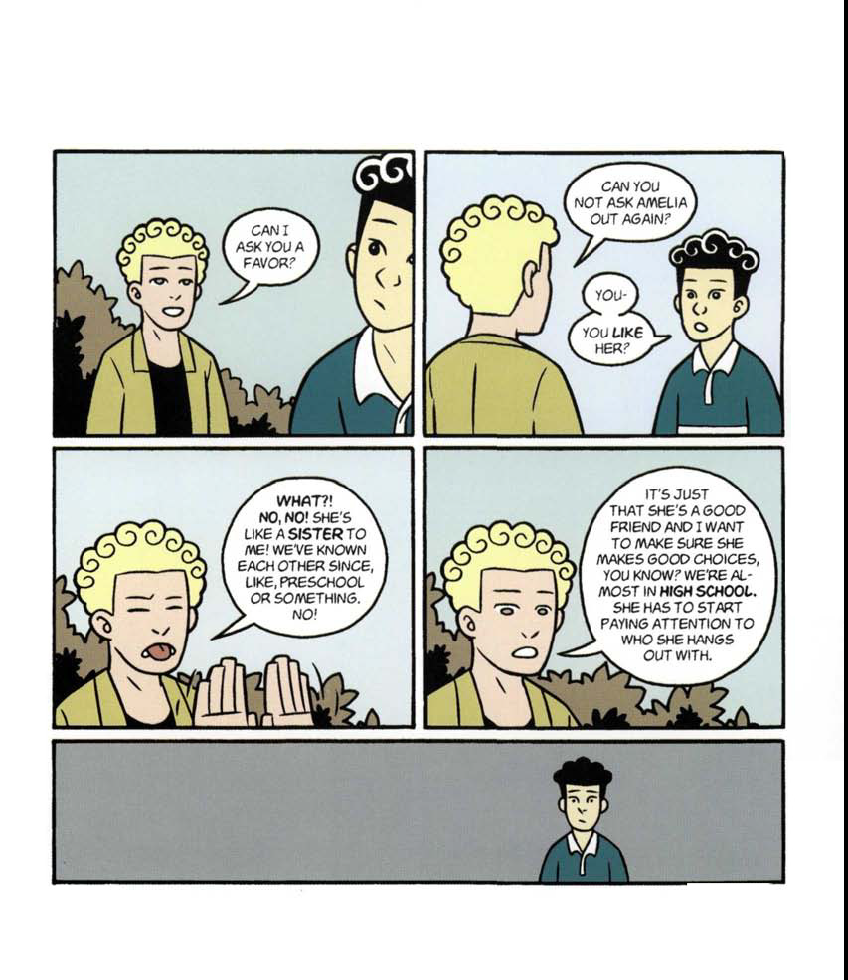 CAN I
ASK YOU A
FAVOR?
CAN YOU
NOT ASK AMELIA
OUT AGAIN?
YOU-
YOU LIKE
HER?
WHAT?!
NO, NO! SHE'S
LIKE A SISTER TO
ME! WE'VE KNOWN
EACH OTHER SINCE,
LIKE, PRESCHOOL
OR SOMETHING.
NO!
IT'S JUST
THAT SHE'S A GOOD
FRIEND AND I WANT
TO MAKE SURE SHE
MAKES GOOD CHOICES,
YOU KNOW? WE'RE AL-
MOST IN HIGH SCHOOL.
SHE HAS TO START
PAYING ATTENTION TO
WHO SHE HANGS
OUT WITH.